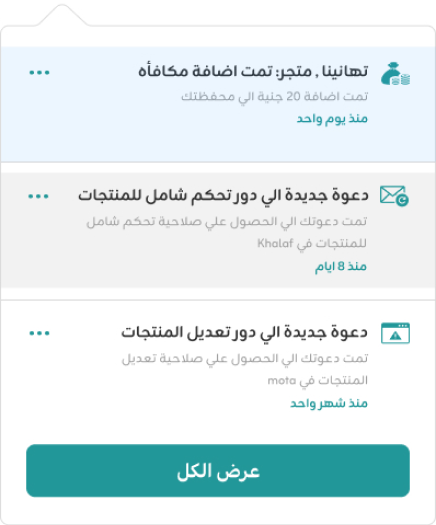 تهانينا , متجر: تمت اضافة مكافأه
تمت اضافة 20 جنية الي محفظتك
منذ يوم واحد
دعوة جديدة الي دور تحكم شامل للمنتجات
تمت دعوتك الي الحصول علي صلاحية تحكم شامل
للمنتجات في Khalaf
منذ 8 ايام
دعوة جديدة الي دور تعديل المنتجات
تمت دعوتك الي الحصول علي صلاحية تعديل
المنتجات في mota
منذ شهر واحد
عرض الكل